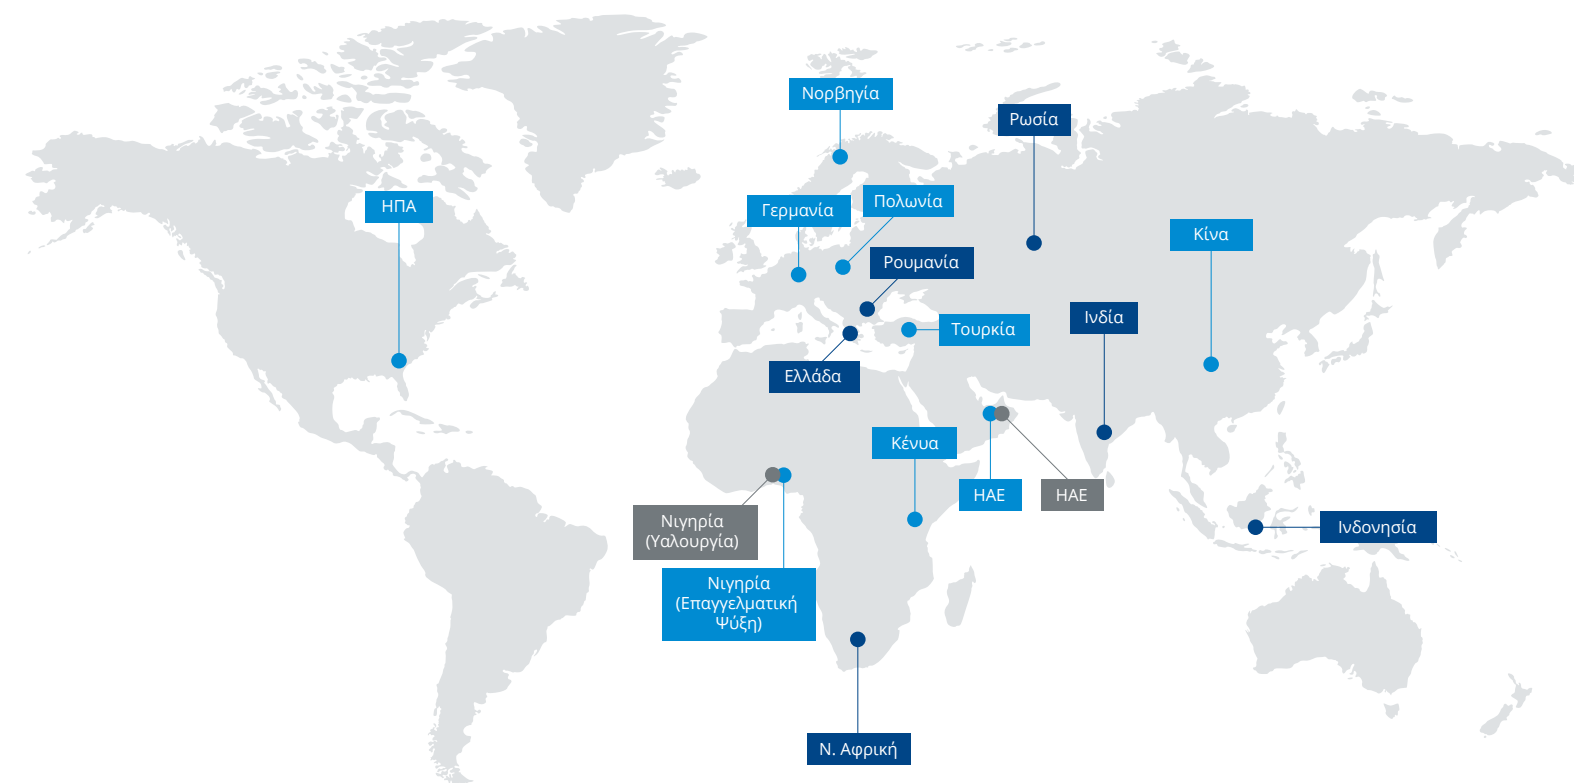 Νορβηγία
Ρωσία
ΗΠΑ
Γερμανία
Πολωνία
Κίνα
Ρουμανία
Ινδία
Τουρκία
Ελλάδα
Κένυα
ΗΑΕ
ΗΑΕ
Νιγηρία
(Υαλουργία)
Ινδονησία
Νιγηρία
(Επαγγελματική
Ψύξη)
Ν. Αφρική